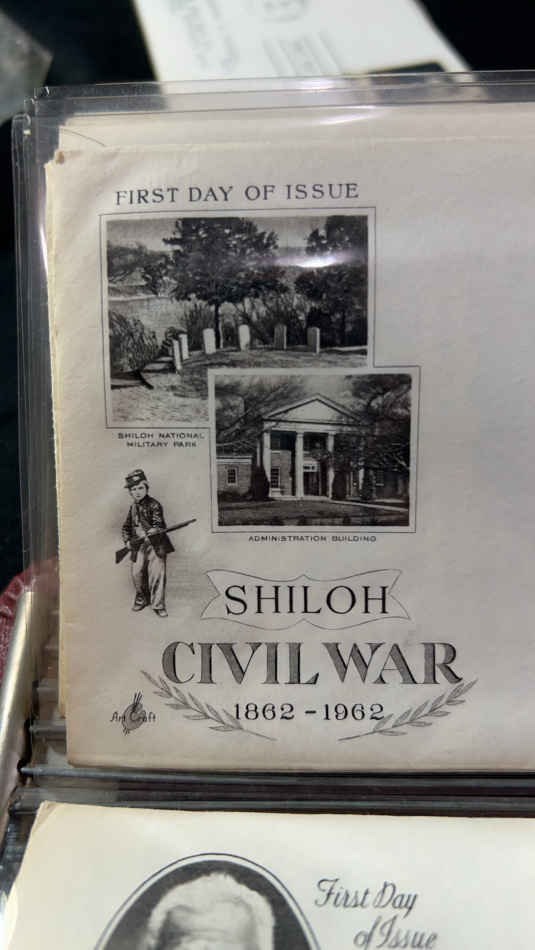 FIRST DAY OF ISSUE
SHILOH NATIONAL
MILITARY PARK
ADMINISTRATION BUILDING
SHILOH
CIVIL WAR
1862 - 1962
Art Craft
First Day
of Issue